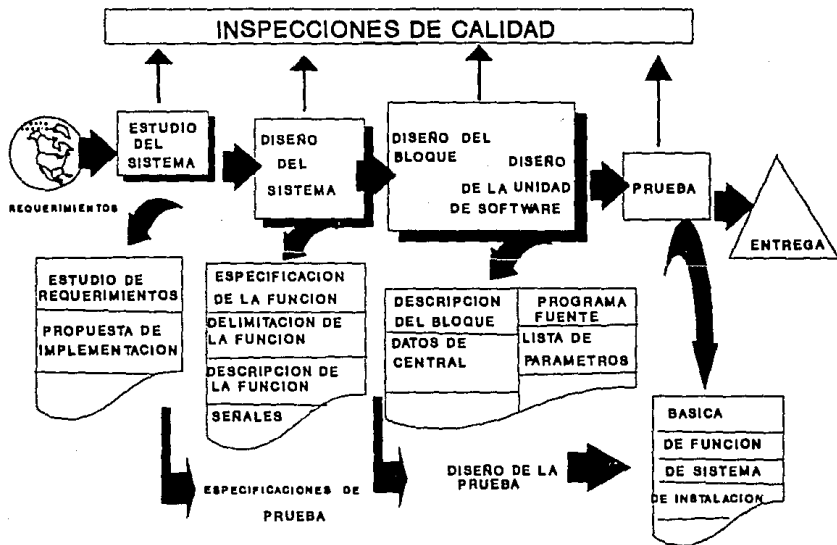 INSPECCIONES DE CALIDAD
ESTUDIO
DEL
SISTEMA
DISEÑO
DEL
SISTEMA
DISEÑO DEL
BLOQUE
DISEÑO
DE LA UNIDAD
DE SOFTWARE
PRUEBA
ENTREGA
REQUERIMIENTOS
ESTUDIO DE
REQUERIMIENTOS
PROPUESTA DE
IMPLEMENTACION
ESPECIFICACION
DE LA FUNCION
DELIMITACION DE
LA FUNCION
DESCRIPCION DE
LA FUNCION
SEÑALES
DESCRIPCION
DEL BLOQUE
DATOS DE
CENTRAL
PROGRAMA
FUENTE
LISTA DE
PARAMETROS
BASICA
DE FUNCION
DE SISTEMA
DE INSTALACION
ESPECIFICACIONES DE
PRUEBA
DISEÑO DE LA
PRUEBA